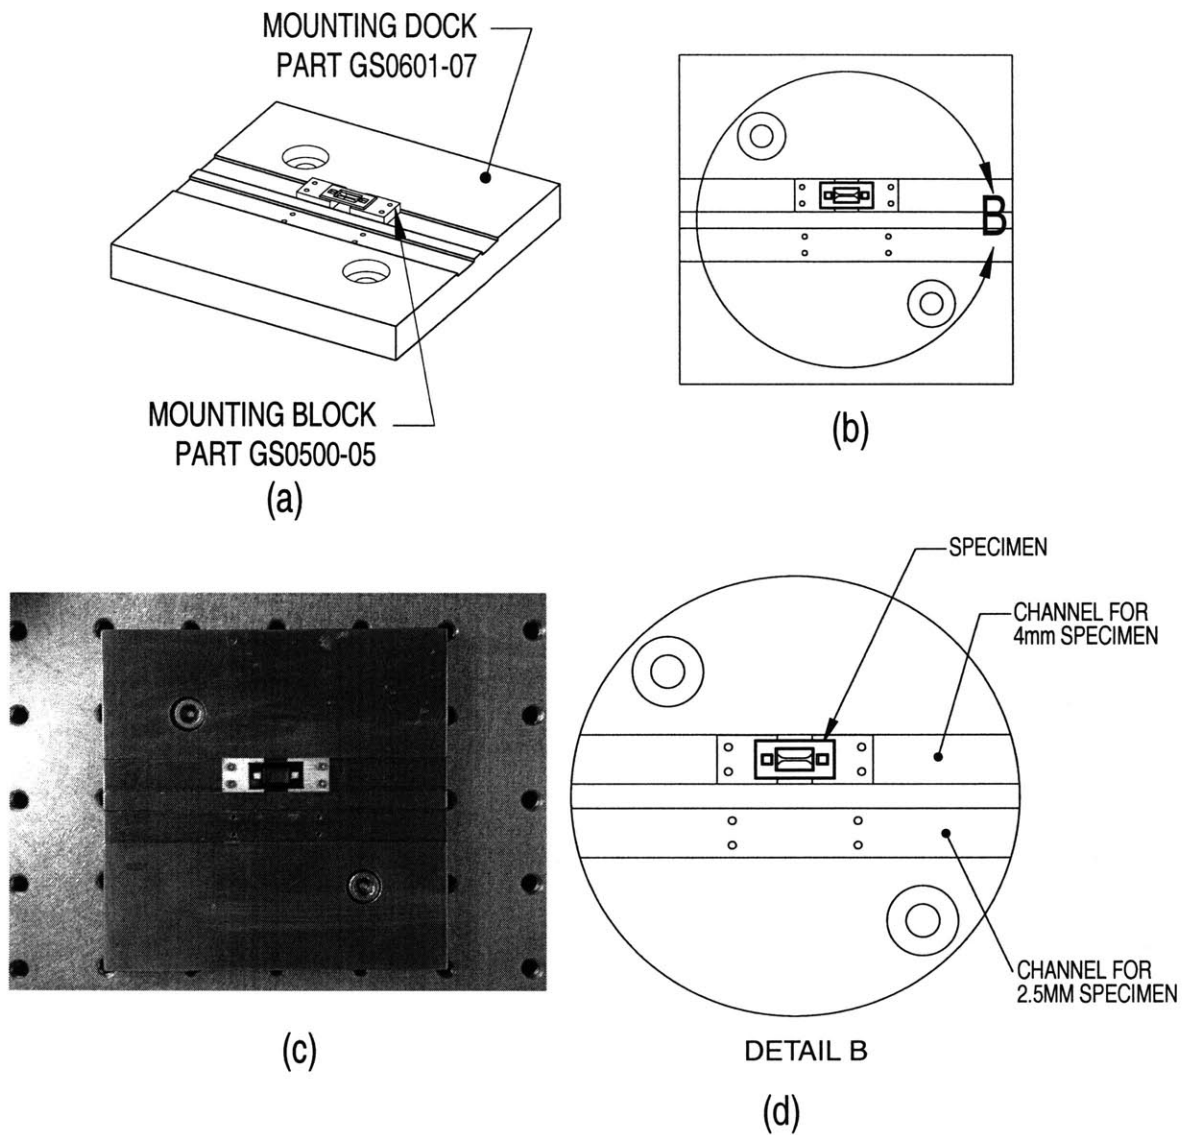 MOUNTING DOCK
PART GS0601-07
MOUNTING BLOCK
PART GS0500-05
(a)
B
(b)
(c)
SPECIMEN
CHANNEL FOR
4mm SPECIMEN
CHANNEL FOR
2.5MM SPECIMEN
DETAIL B
(d)